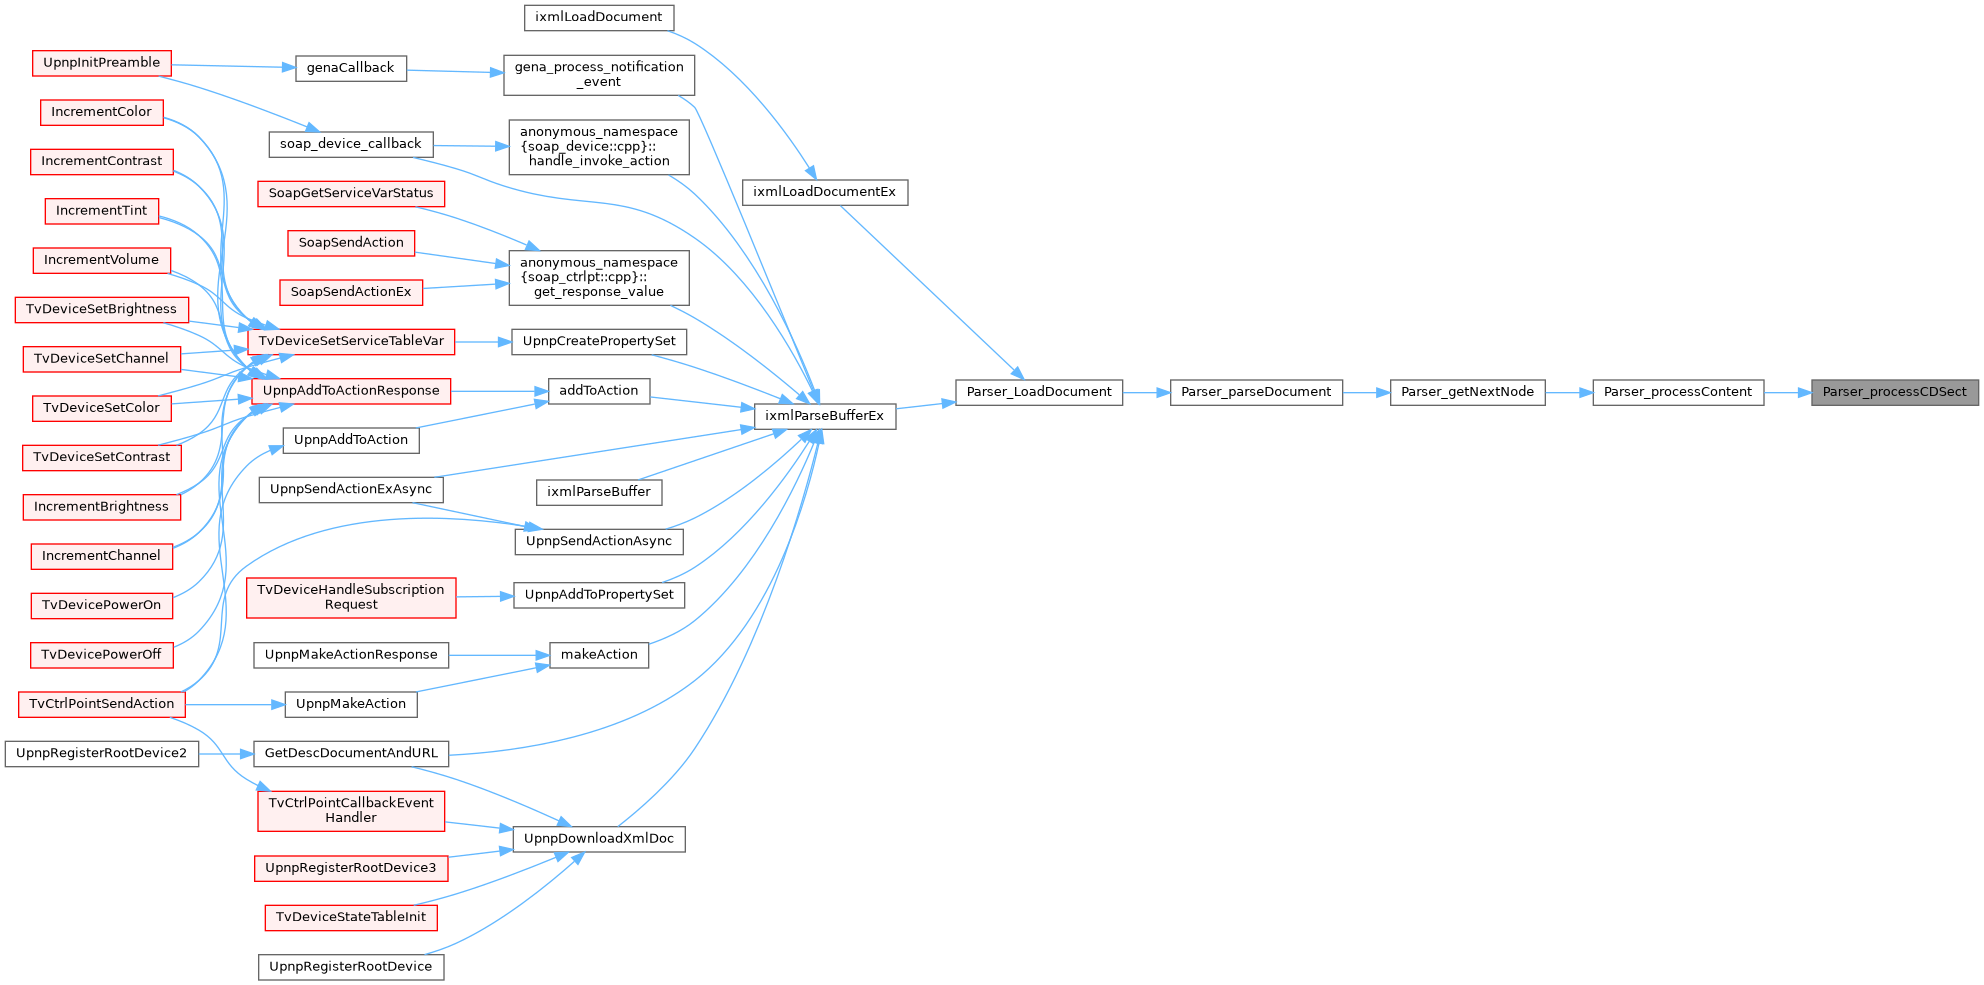 ixmlLoadDocument
UpnpInitPreamble
genaCallback
gena_process_notification
_event
IncrementColor
anonymous_namespace
{soap_device::cpp}::
handle_invoke_action
soap_device_callback
IncrementContrast
SoapGetServiceVarStatus
ixmlLoadDocumentEx
IncrementTint
SoapSendAction
IncrementVolume
anonymous_namespace
{soap_ctrlpt::cpp}::
get_response_value
SoapSendActionEx
TvDeviceSetBrightness
TvDeviceSetServiceTableVar
UpnpCreatePropertySet
TvDeviceSetChannel
UpnpAddToActionResponse
addToAction
Parser_LoadDocument
Parser_parseDocument
Parser_getNextNode
Parser_processContent
Parser_processCDSect
TvDeviceSetColor
ixmlParseBufferEx
UpnpAddToAction
TvDeviceSetContrast
UpnpSendActionExAsync
ixmlParseBuffer
IncrementBrightness
UpnpSendActionAsync
IncrementChannel
TvDeviceHandleSubscription
Request
UpnpAddToPropertySet
TvDevicePowerOn
TvDevicePowerOff
UpnpMakeActionResponse
makeAction
TvCtrlPointSendAction
UpnpMakeAction
UpnpRegisterRootDevice2
GetDescDocumentAndURL
TvCtrlPointCallbackEvent
Handler
UpnpDownloadXmlDoc
UpnpRegisterRootDevice3
TvDeviceStateTableInit
UpnpRegisterRootDevice